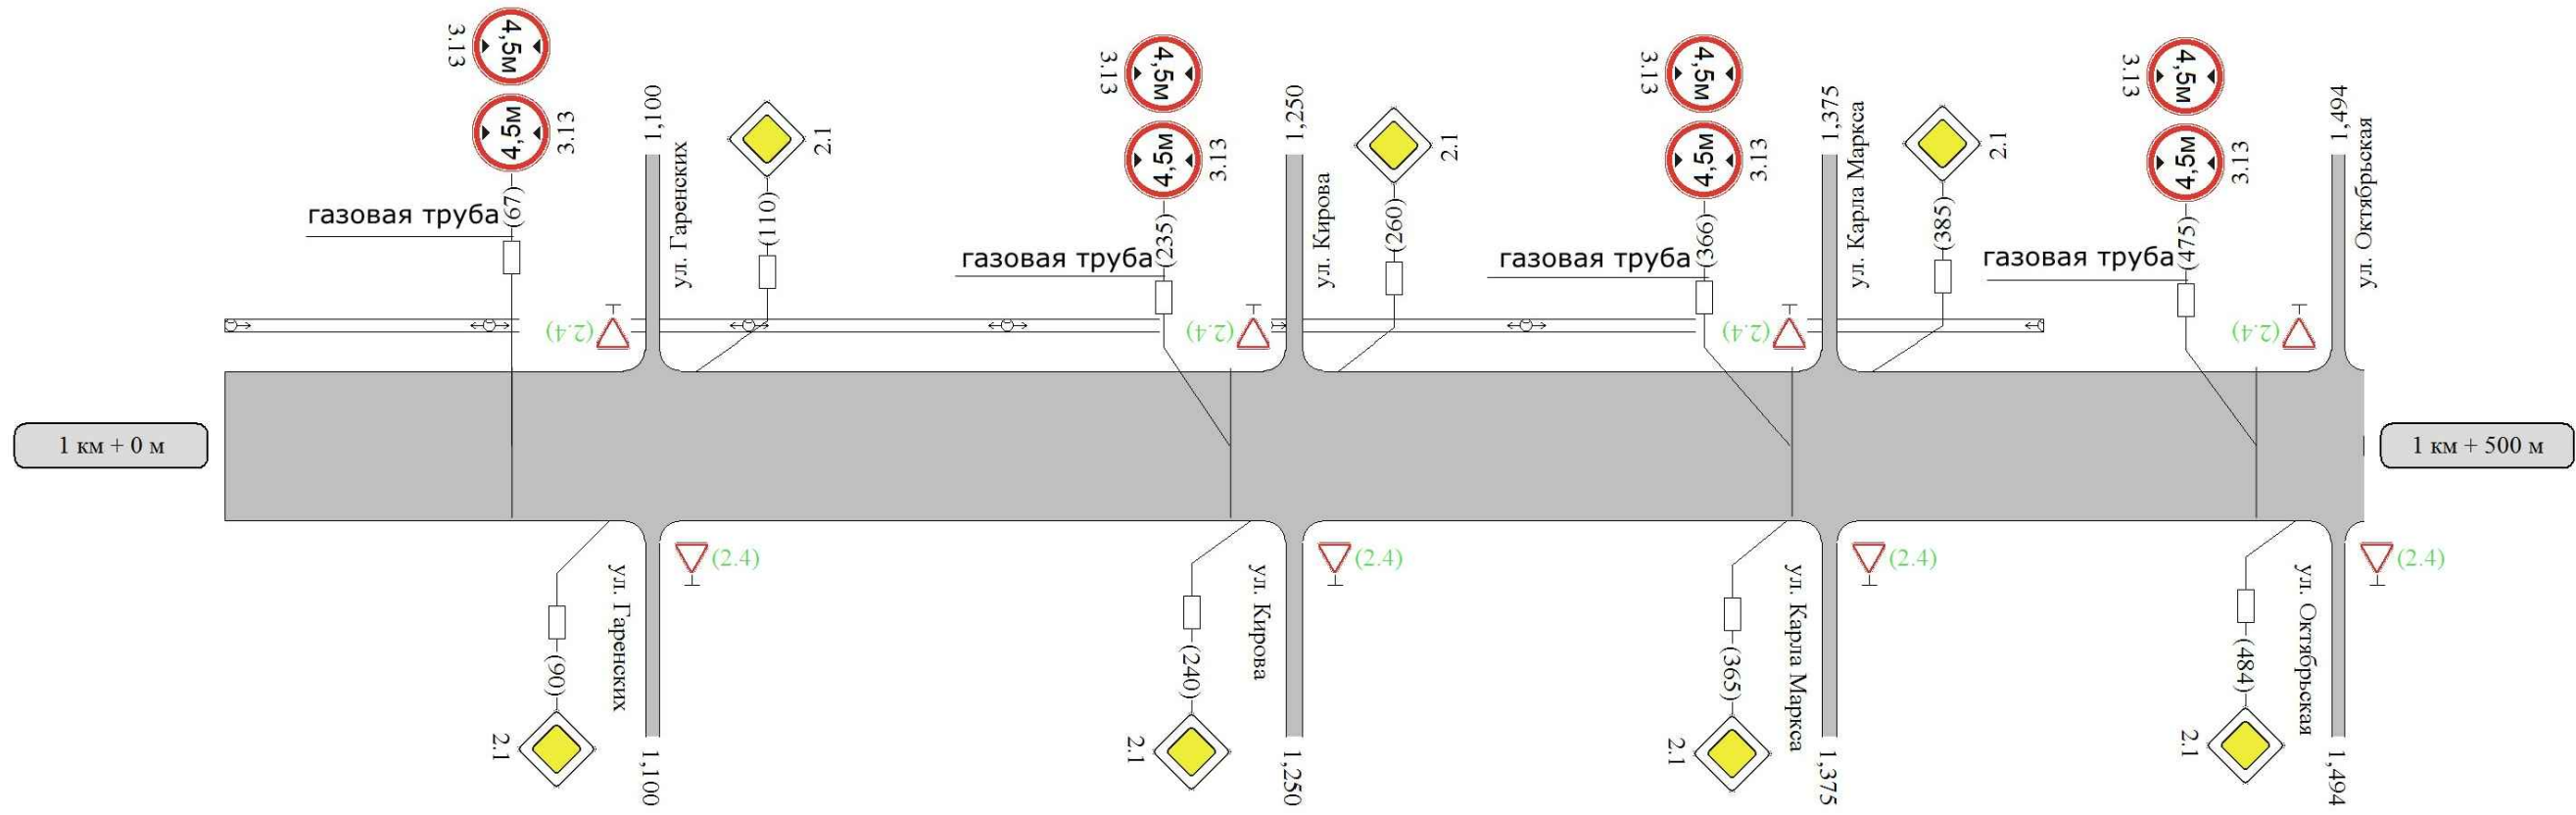 3.13
4,5м
4,5м
3.13
(67)
газовая труба
1,100
ул. Гаренских
2.1
(110)
3.13
4,5м
4,5м
3.13
(235)
газовая труба
1,250
ул. Кирова
2.1
(260)
3.13
4,5м
4,5м
3.13
(366)
газовая труба
1,375
ул. Карла Маркса
2.1
(385)
3.13
4,5м
4,5м
3.13
(475)
газовая труба
1,494
ул. Октябрьская
(2.4)
(2.4)
(2.4)
(2.4)
1 км + 0 м
1 км + 500 м
(2.4)
(2.4)
(2.4)
(2.4)
(90)
2.1
ул. Гаренских
1,100
(240)
2.1
ул. Кирова
1,250
(365)
2.1
ул. Карла Маркса
1,375
(484)
2.1
ул. Октябрьская
1,494